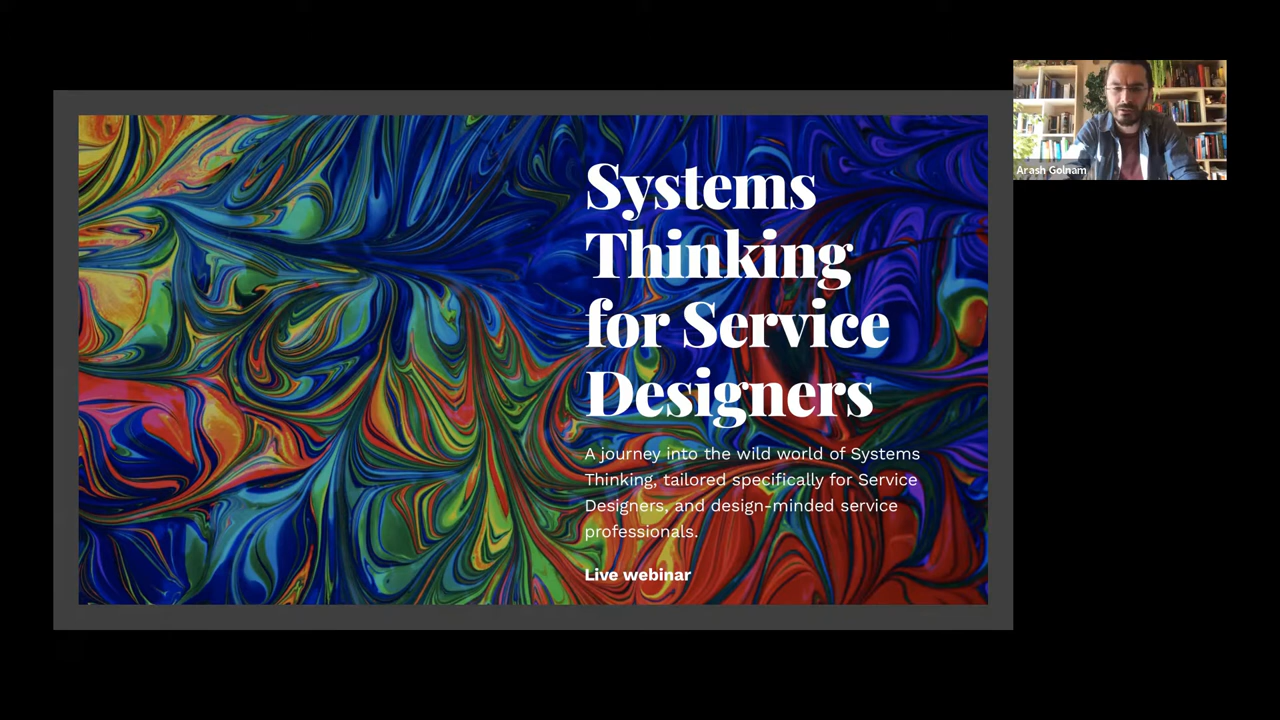 Systems
Thinking
for Service
Designers
A journey into the wild world of Systems
Thinking, tailored specifically for Service
Designers, and design-minded service
professionals.
Live webinar
Arash Golnam